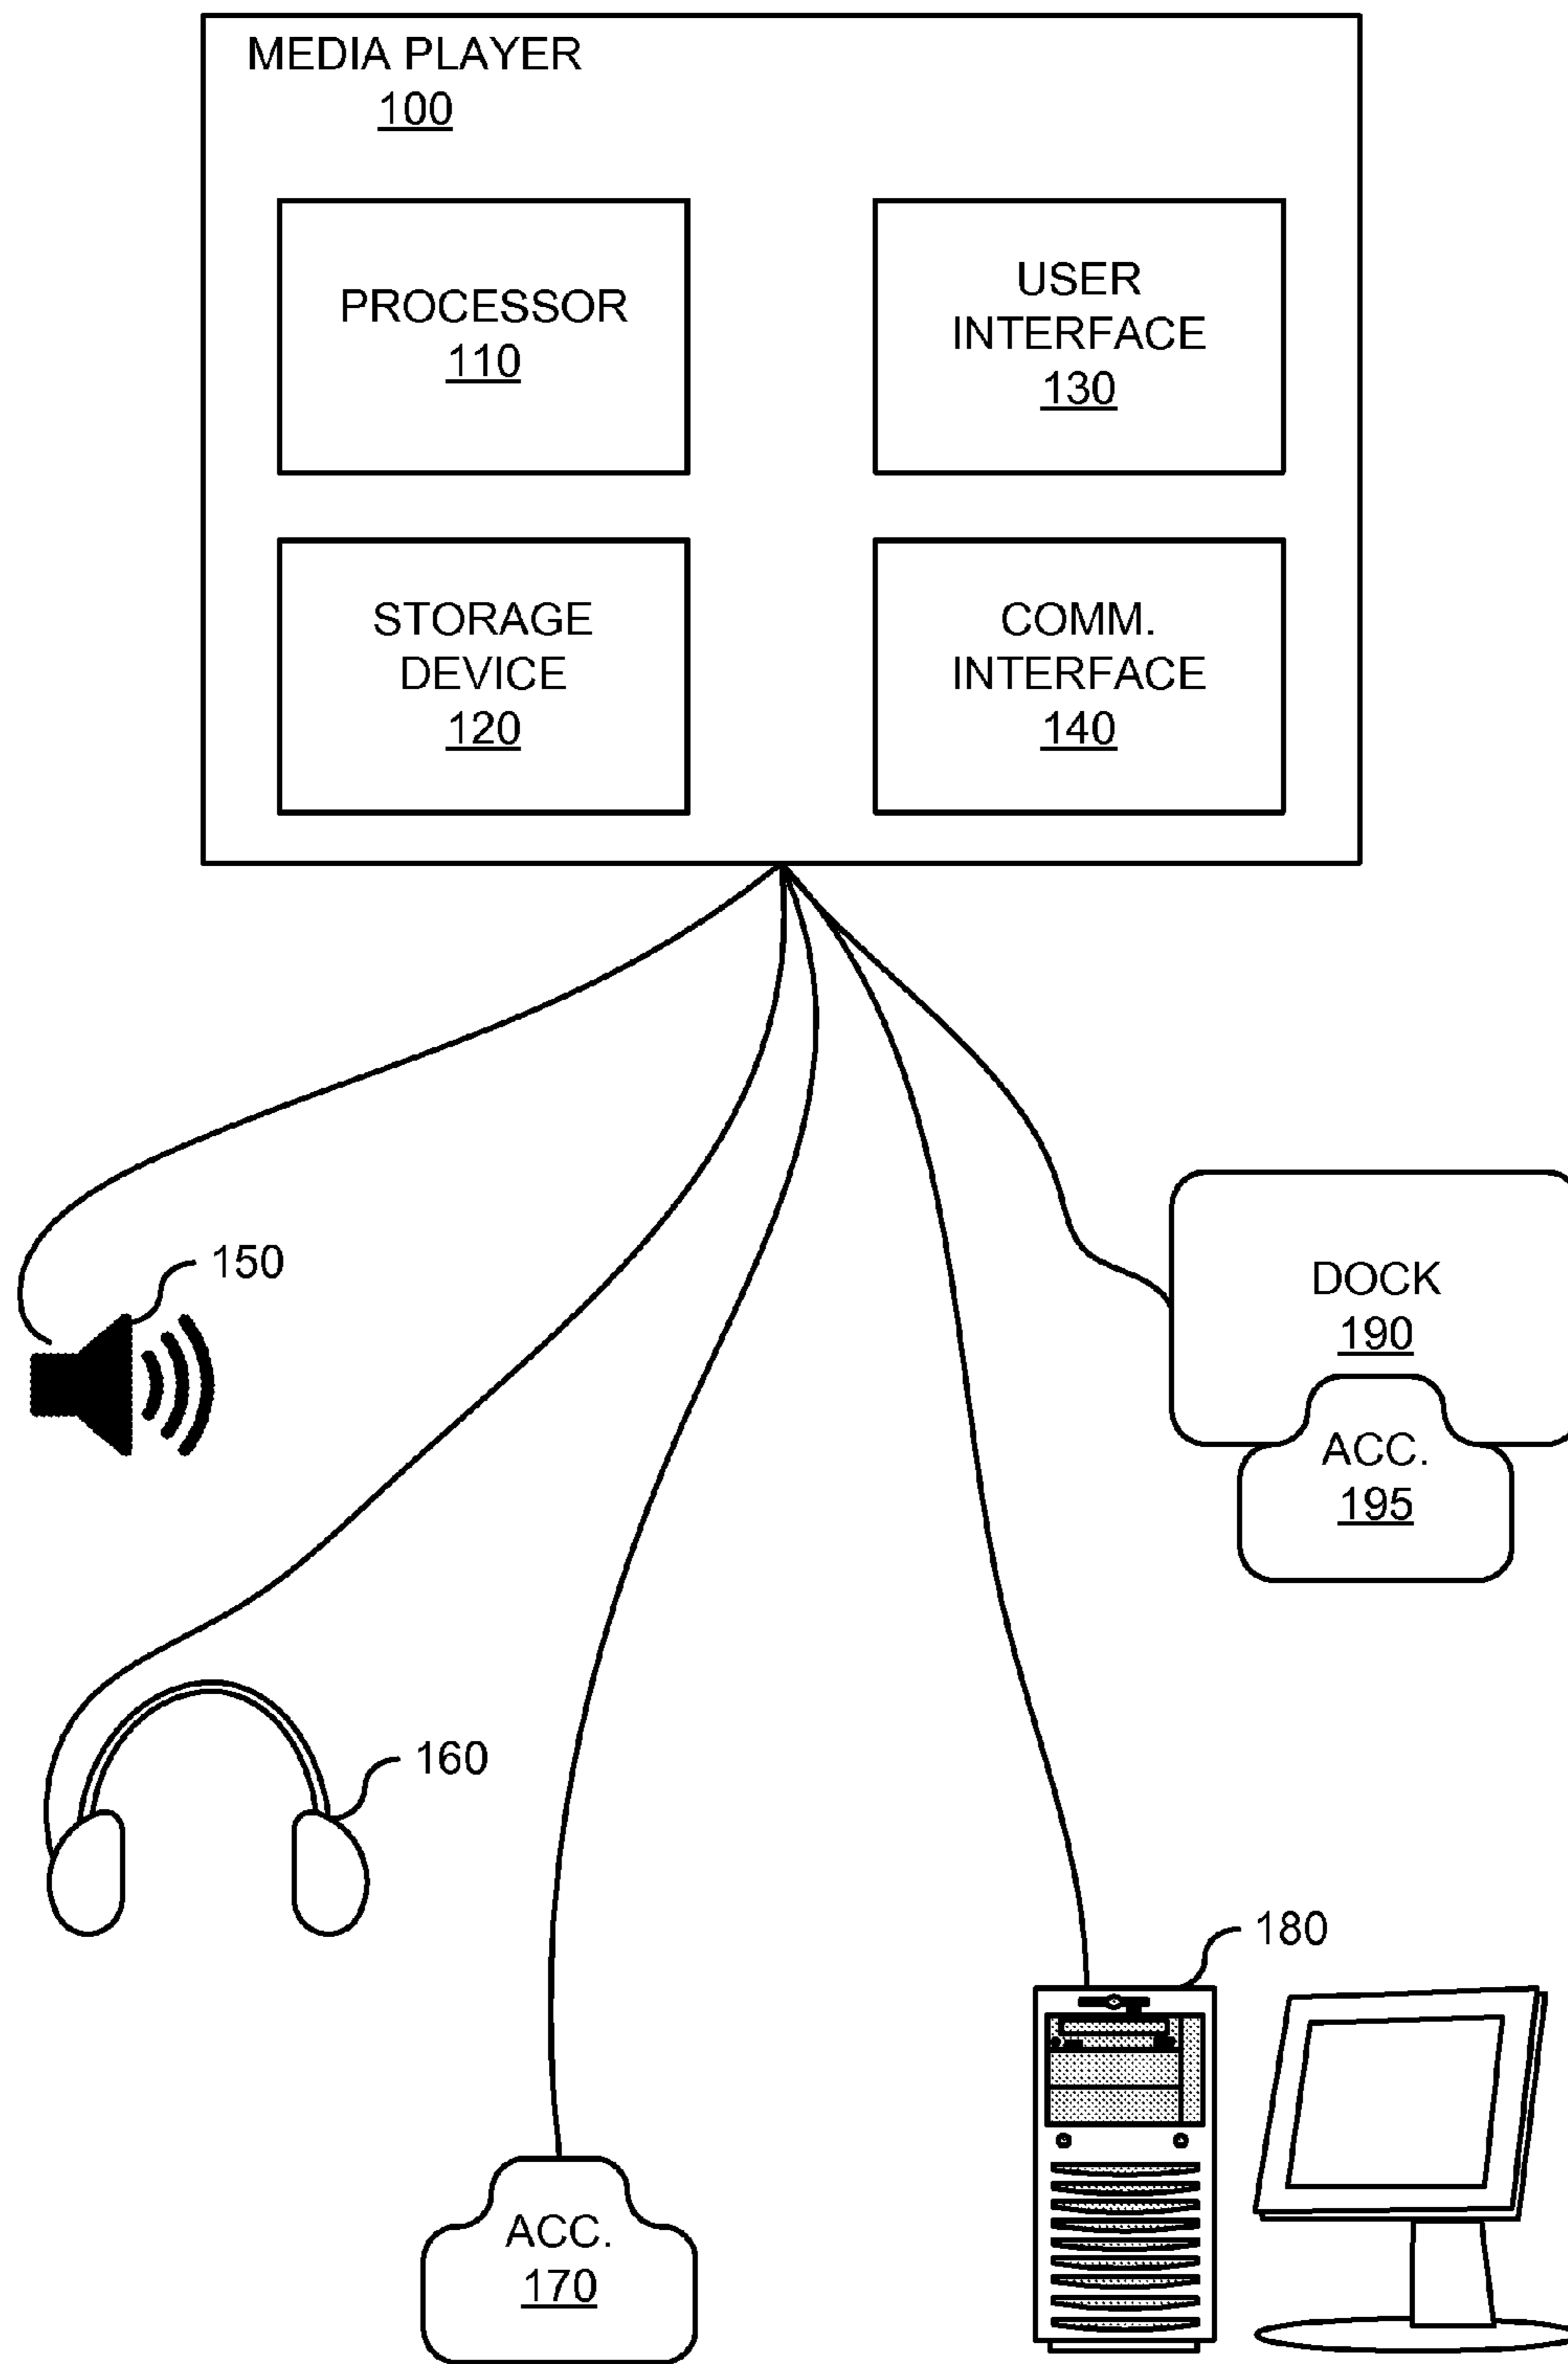 MEDIA PLAYER
100
PROCESSOR
110
USER
INTERFACE
130
STORAGE
DEVICE
120
COMM.
INTERFACE
140
150
DOCK
190
ACC.
195
160
180
ACC.
170